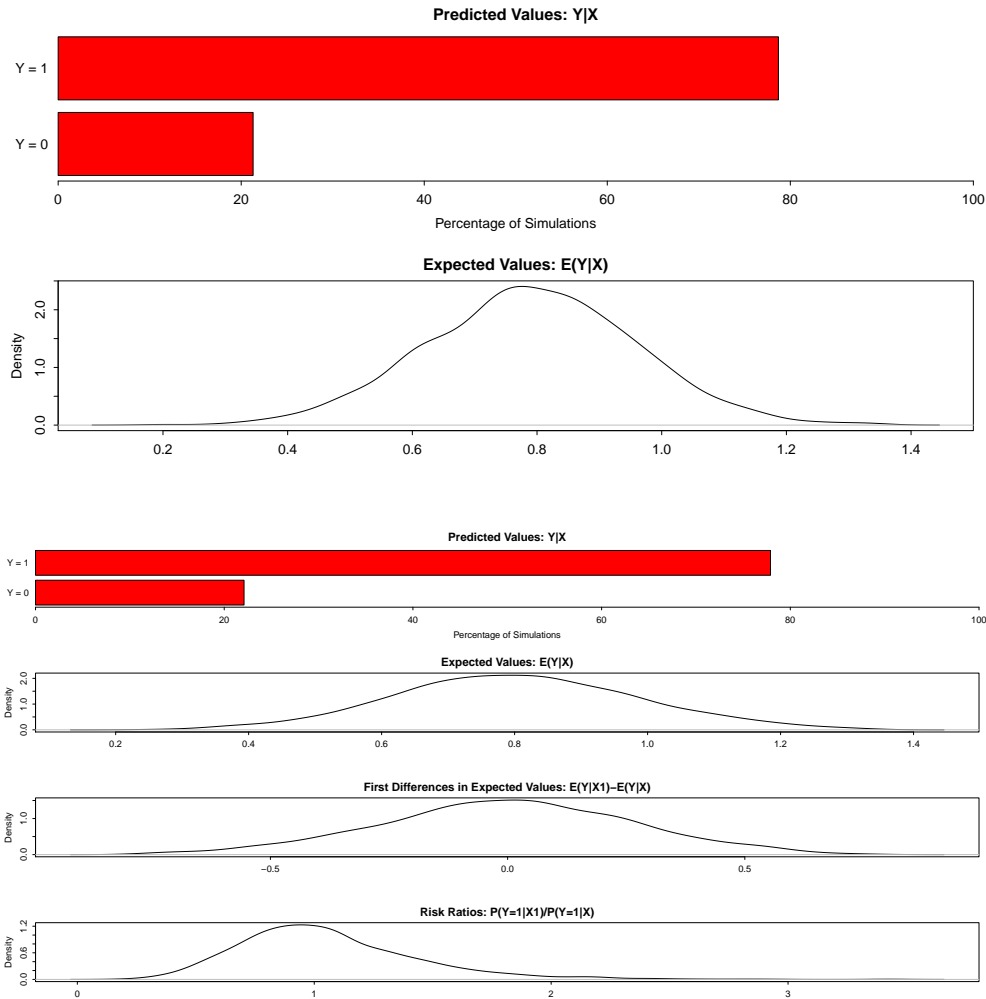 Predicted Values: Y|X
Y = 1
Y = 0
0 20 40 60 80 100
Percentage of Simulations
Expected Values: E(Y|X)
Density
0.0 1.0 2.0
0.2 0.4 0.6 0.8 1.0 1.2 1.4
Predicted Values: Y|X
Y = 1
Y = 0
0 20 40 60 80 100
Percentage of Simulations
Expected Values: E(Y|X)
Density
0.0 1.0 2.0
0.2 0.4 0.6 0.8 1.0 1.2 1.4
First Differences in Expected Values: E(Y|X1)−E(Y|X)
Density
0.0 1.0
−0.5 0.0 0.5
Risk Ratios: P(Y=1|X1)/P(Y=1|X)
Density
0.0 0.6 1.2
0 1 2 3